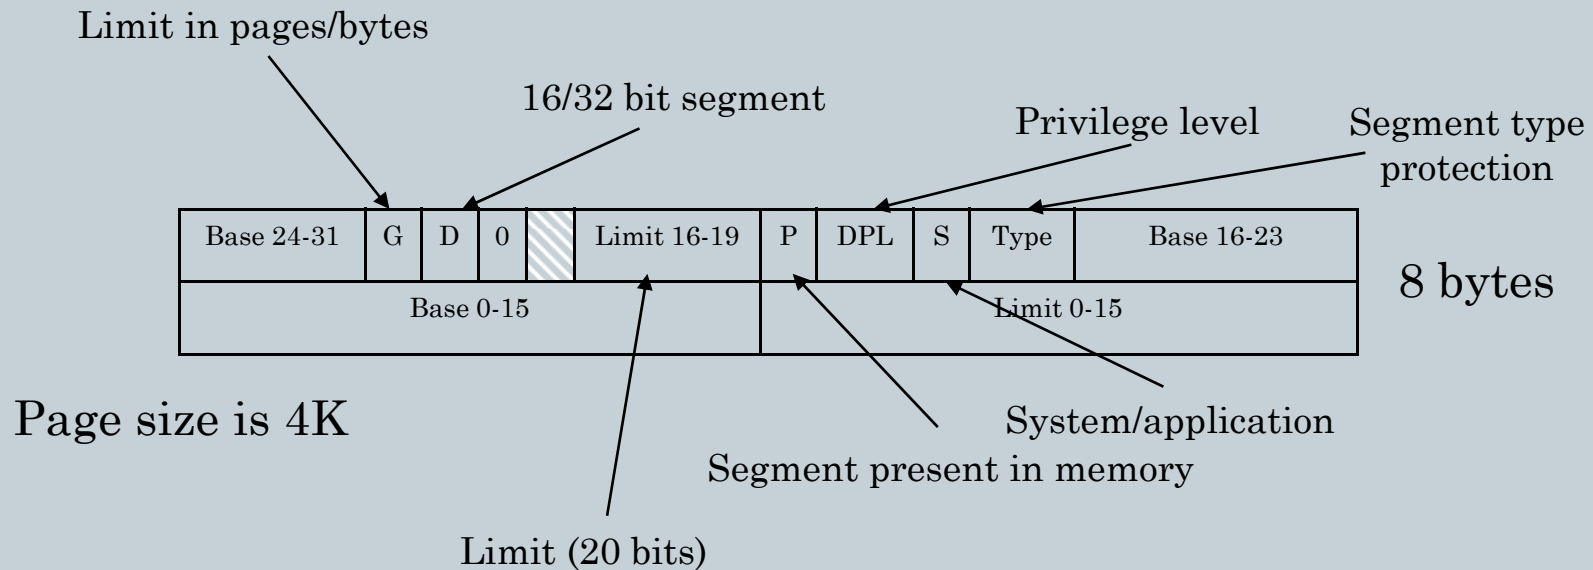 Limit in pages/bytes
16/32 bit segment
Privilege level
Segment type
protection
Base 24-31 G D 0 Limit 16-19 P DPL S Type Base 16-23
8 bytes
Base 0-15 Limit 0-15
Page size is 4K
System/application
Segment present in memory
Limit (20 bits)